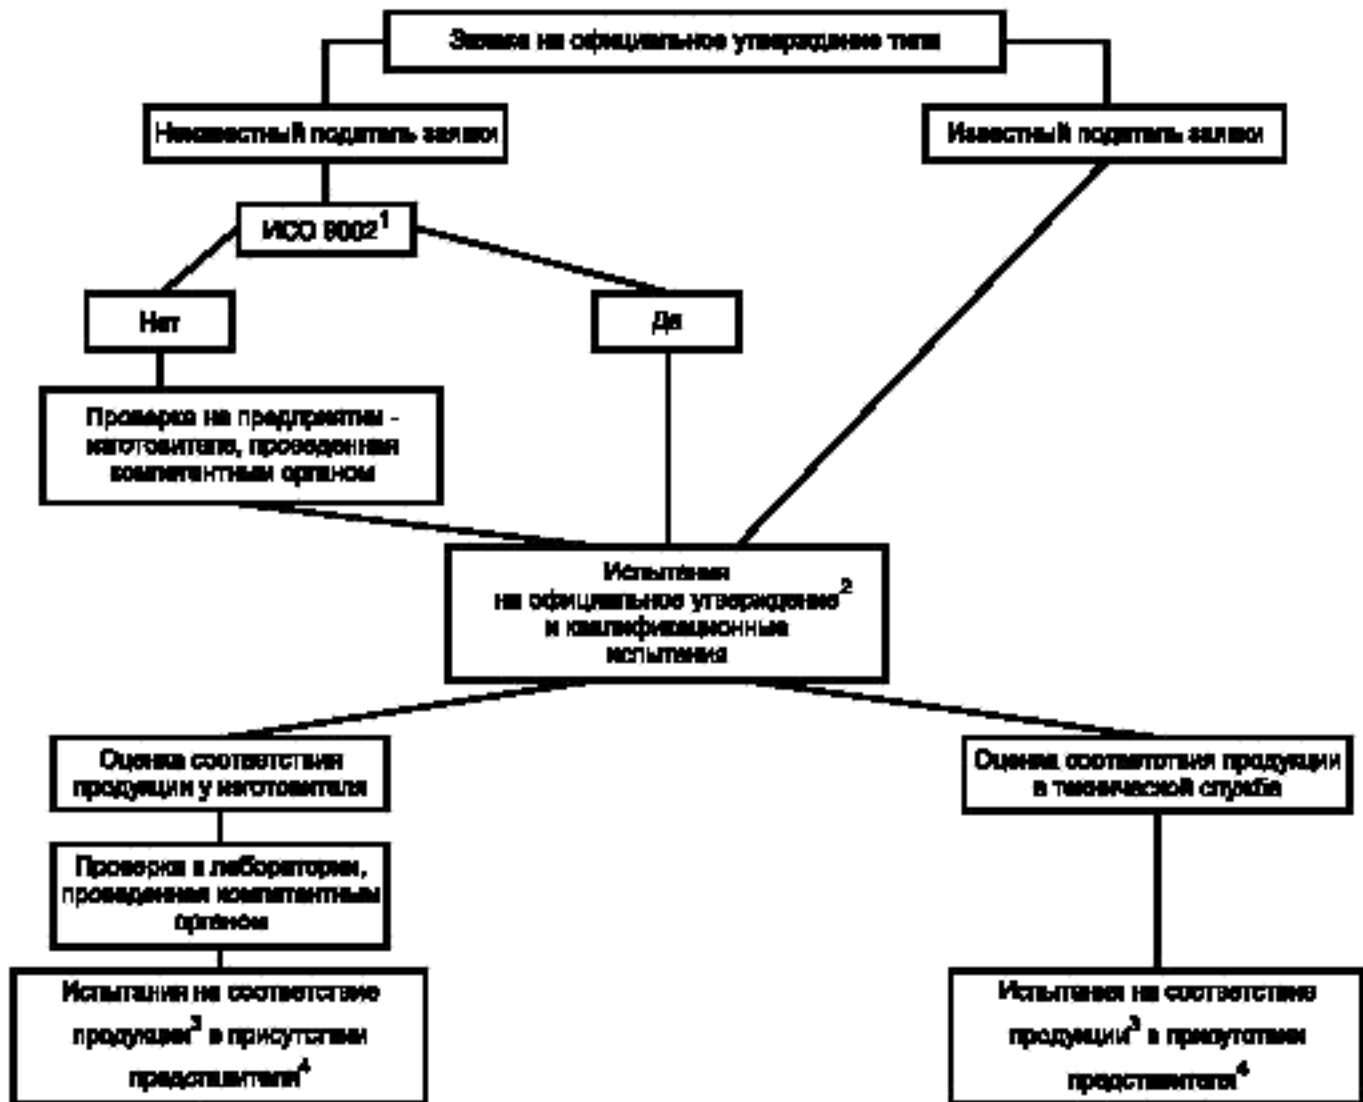 Заявка на официальное утверждение типа
Неизвестный податель заявки
Известный податель заявки
ИСО 9002¹
Нет
Да
Проверка на предприятии -
изготовителе, проведенная
компетентным органом
Испытания
на официальное утверждение²
и квалификационные
испытания
Оценка соответствия
продукции у изготовителя
Оценка соответствия продукции
в технической службе
Проверка в лаборатории,
проведенная компетентным
органом
Испытания на соответствие
продукции³ в присутствии
представителя⁴
Испытания на соответствие
продукции³ в присутствии
представителя⁴